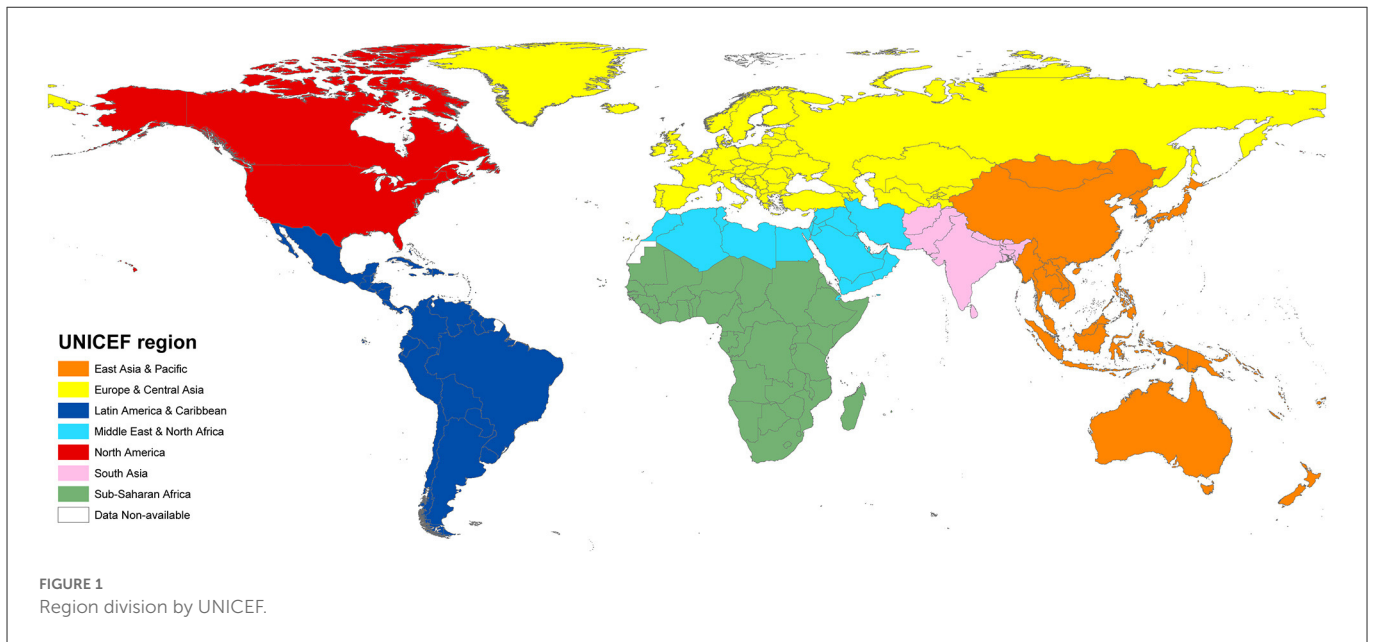 UNICEF region
East Asia & Pacific
Europe & Central Asia
Latin America & Caribbean
Middle East & North Africa
North America
South Asia
Sub-Saharan Africa
Data Non-available
FIGURE 1
Region division by UNICEF.